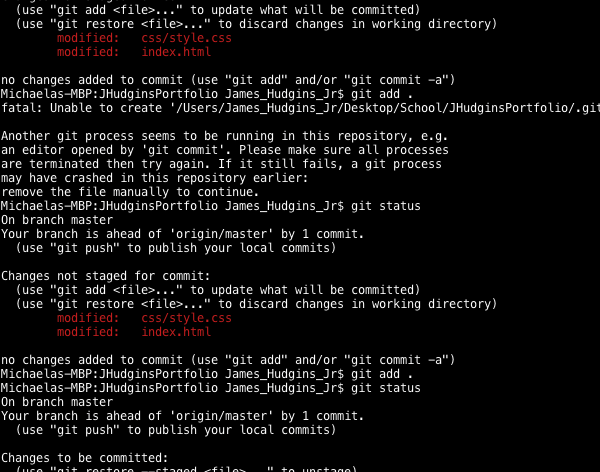 (use "git add <file>..." to update what will be committed)
(use "git restore <file>..." to discard changes in working directory)
modified: css/style.css
modified: index.html
no changes added to commit (use "git add" and/or "git commit -a")
Michaelas-MBP:JHudginsPortfolio James_Hudgins_Jr$ git add .
fatal: Unable to create '/Users/James_Hudgins_Jr/Desktop/School/JHudginsPortfolio/.git
Another git process seems to be running in this repository, e.g.
an editor opened by 'git commit'. Please make sure all processes
are terminated then try again. If it still fails, a git process
may have crashed in this repository earlier:
remove the file manually to continue.
Michaelas-MBP:JHudginsPortfolio James_Hudgins_Jr$ git status
On branch master
Your branch is ahead of 'origin/master' by 1 commit.
(use "git push" to publish your local commits)
Changes not staged for commit:
(use "git add <file>..." to update what will be committed)
(use "git restore <file>..." to discard changes in working directory)
modified: css/style.css
modified: index.html
no changes added to commit (use "git add" and/or "git commit -a")
Michaelas-MBP:JHudginsPortfolio James_Hudgins_Jr$ git add .
Michaelas-MBP:JHudginsPortfolio James_Hudgins_Jr$ git status
On branch master
Your branch is ahead of 'origin/master' by 1 commit.
(use "git push" to publish your local commits)
Changes to be committed:
(use "git restore --staged <file>..." to unstage)